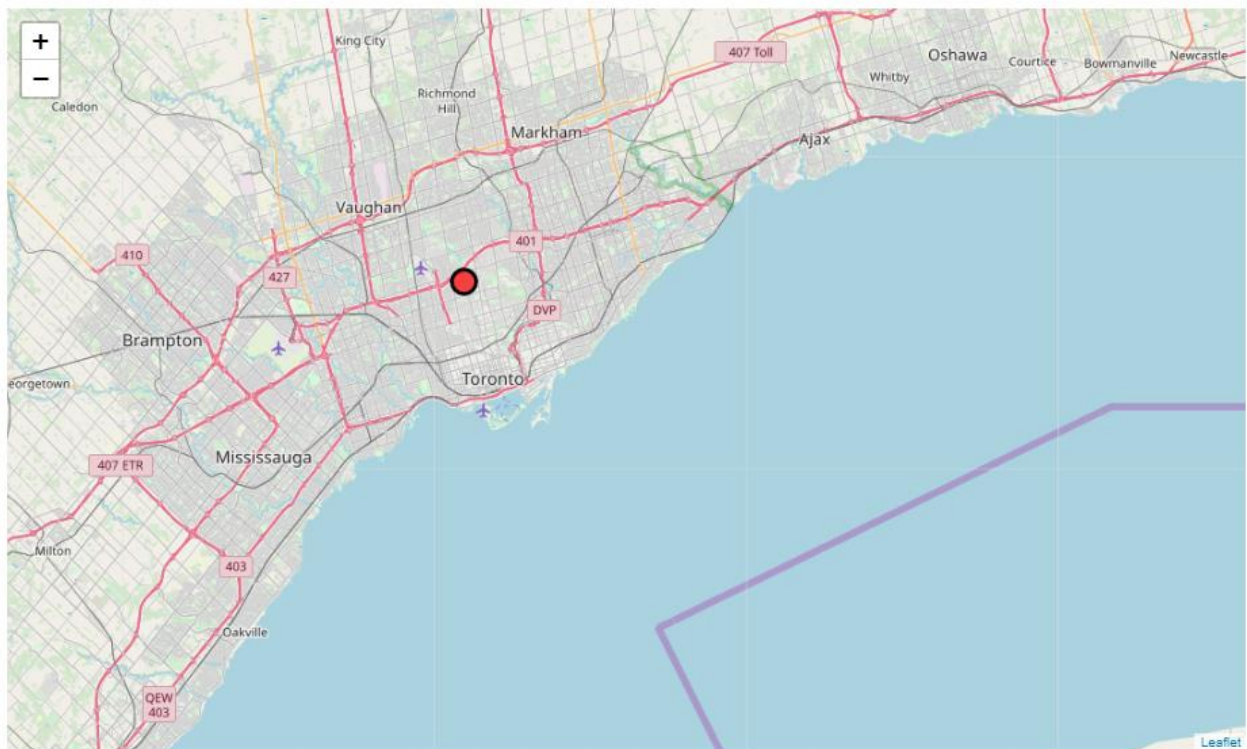 +
−
King City
407 Toll
Oshawa
Courtice
Bowmanville
Newcastle
Whitby
Caledon
Richmond
Hill
Markham
Ajax
Vaughan
401
410
427
DVP
Brampton
Toronto
eorgetown
Mississauga
407 ETR
Milton
403
Oakville
QEW
403
Leaflet